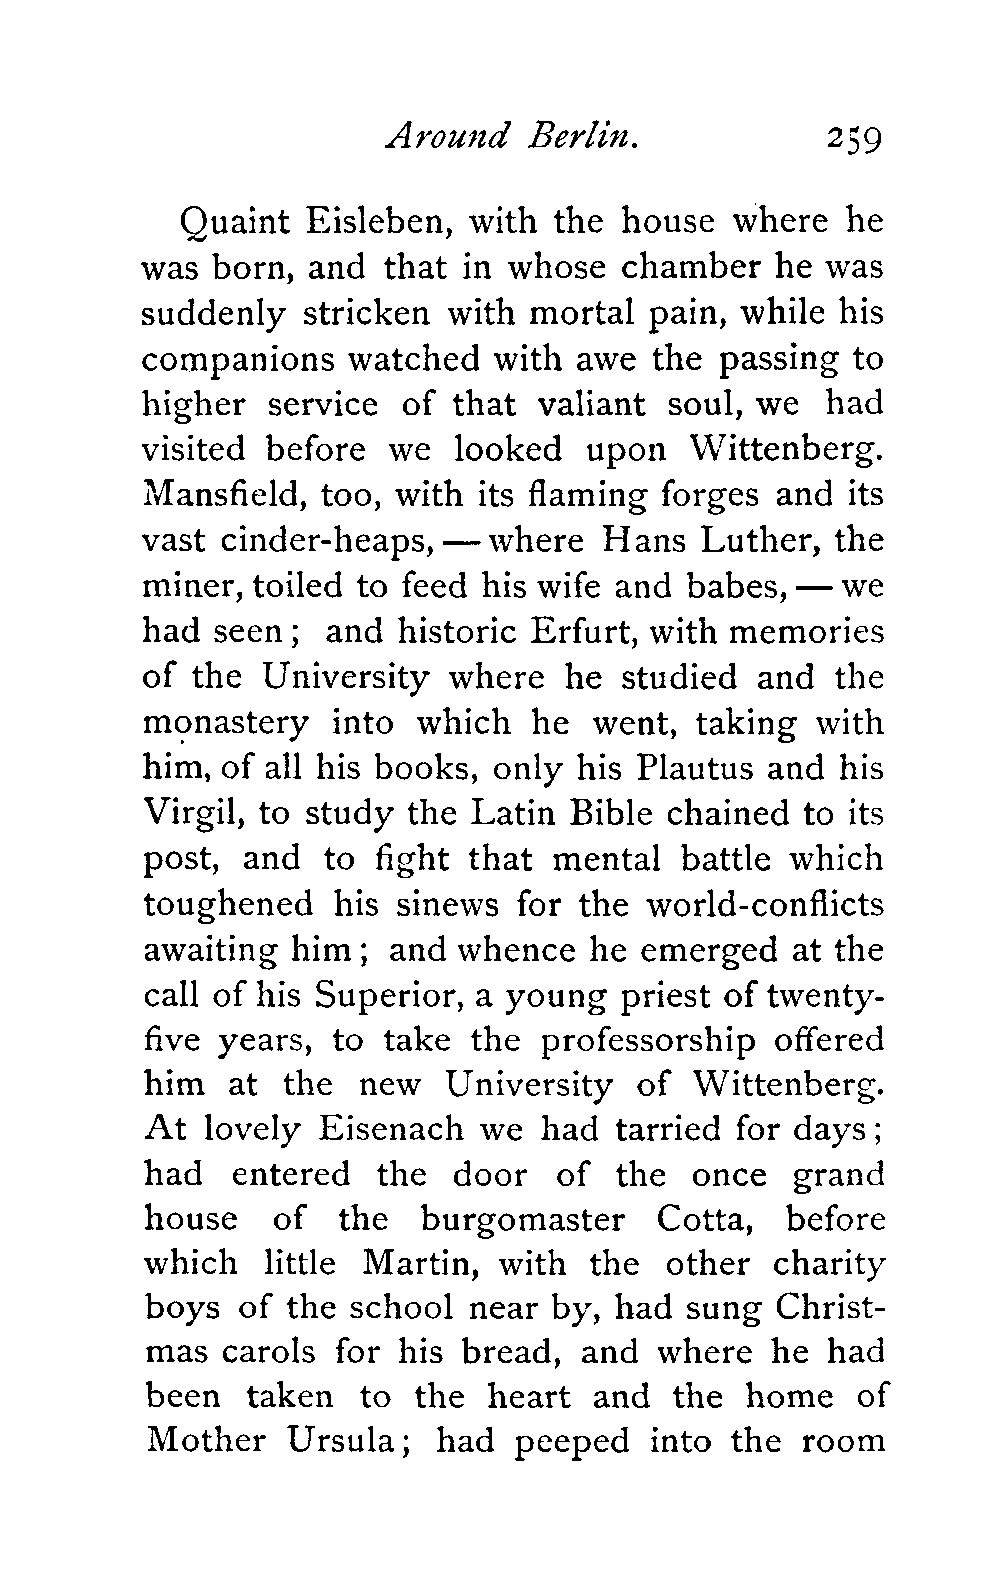 Around Berlin. 259
Quaint Eisleben, with the house where he
was born, and that in whose chamber he was
suddenly stricken with mortal pain, while his
companions watched with awe the passing to
higher service of that valiant soul, we had
visited before we looked upon Wittenberg.
Mansfield, too, with its flaming forges and its
vast cinder-heaps, — where Hans Luther, the
miner, toiled to feed his wife and babes, — we
had seen; and historic Erfurt, with memories
of the University where he studied and the
monastery into which he went, taking with
him, of all his books, only his Plautus and his
Virgil, to study the Latin Bible chained to its
post, and to fight that mental battle which
toughened his sinews for the world-conflicts
awaiting him; and whence he emerged at the
call of his Superior, a young priest of twenty-
five years, to take the professorship offered
him at the new University of Wittenberg.
At lovely Eisenach we had tarried for days;
had entered the door of the once grand
house of the burgomaster Cotta, before
which little Martin, with the other charity
boys of the school near by, had sung Christ-
mas carols for his bread, and where he had
been taken to the heart and the home of
Mother Ursula; had peeped into the room